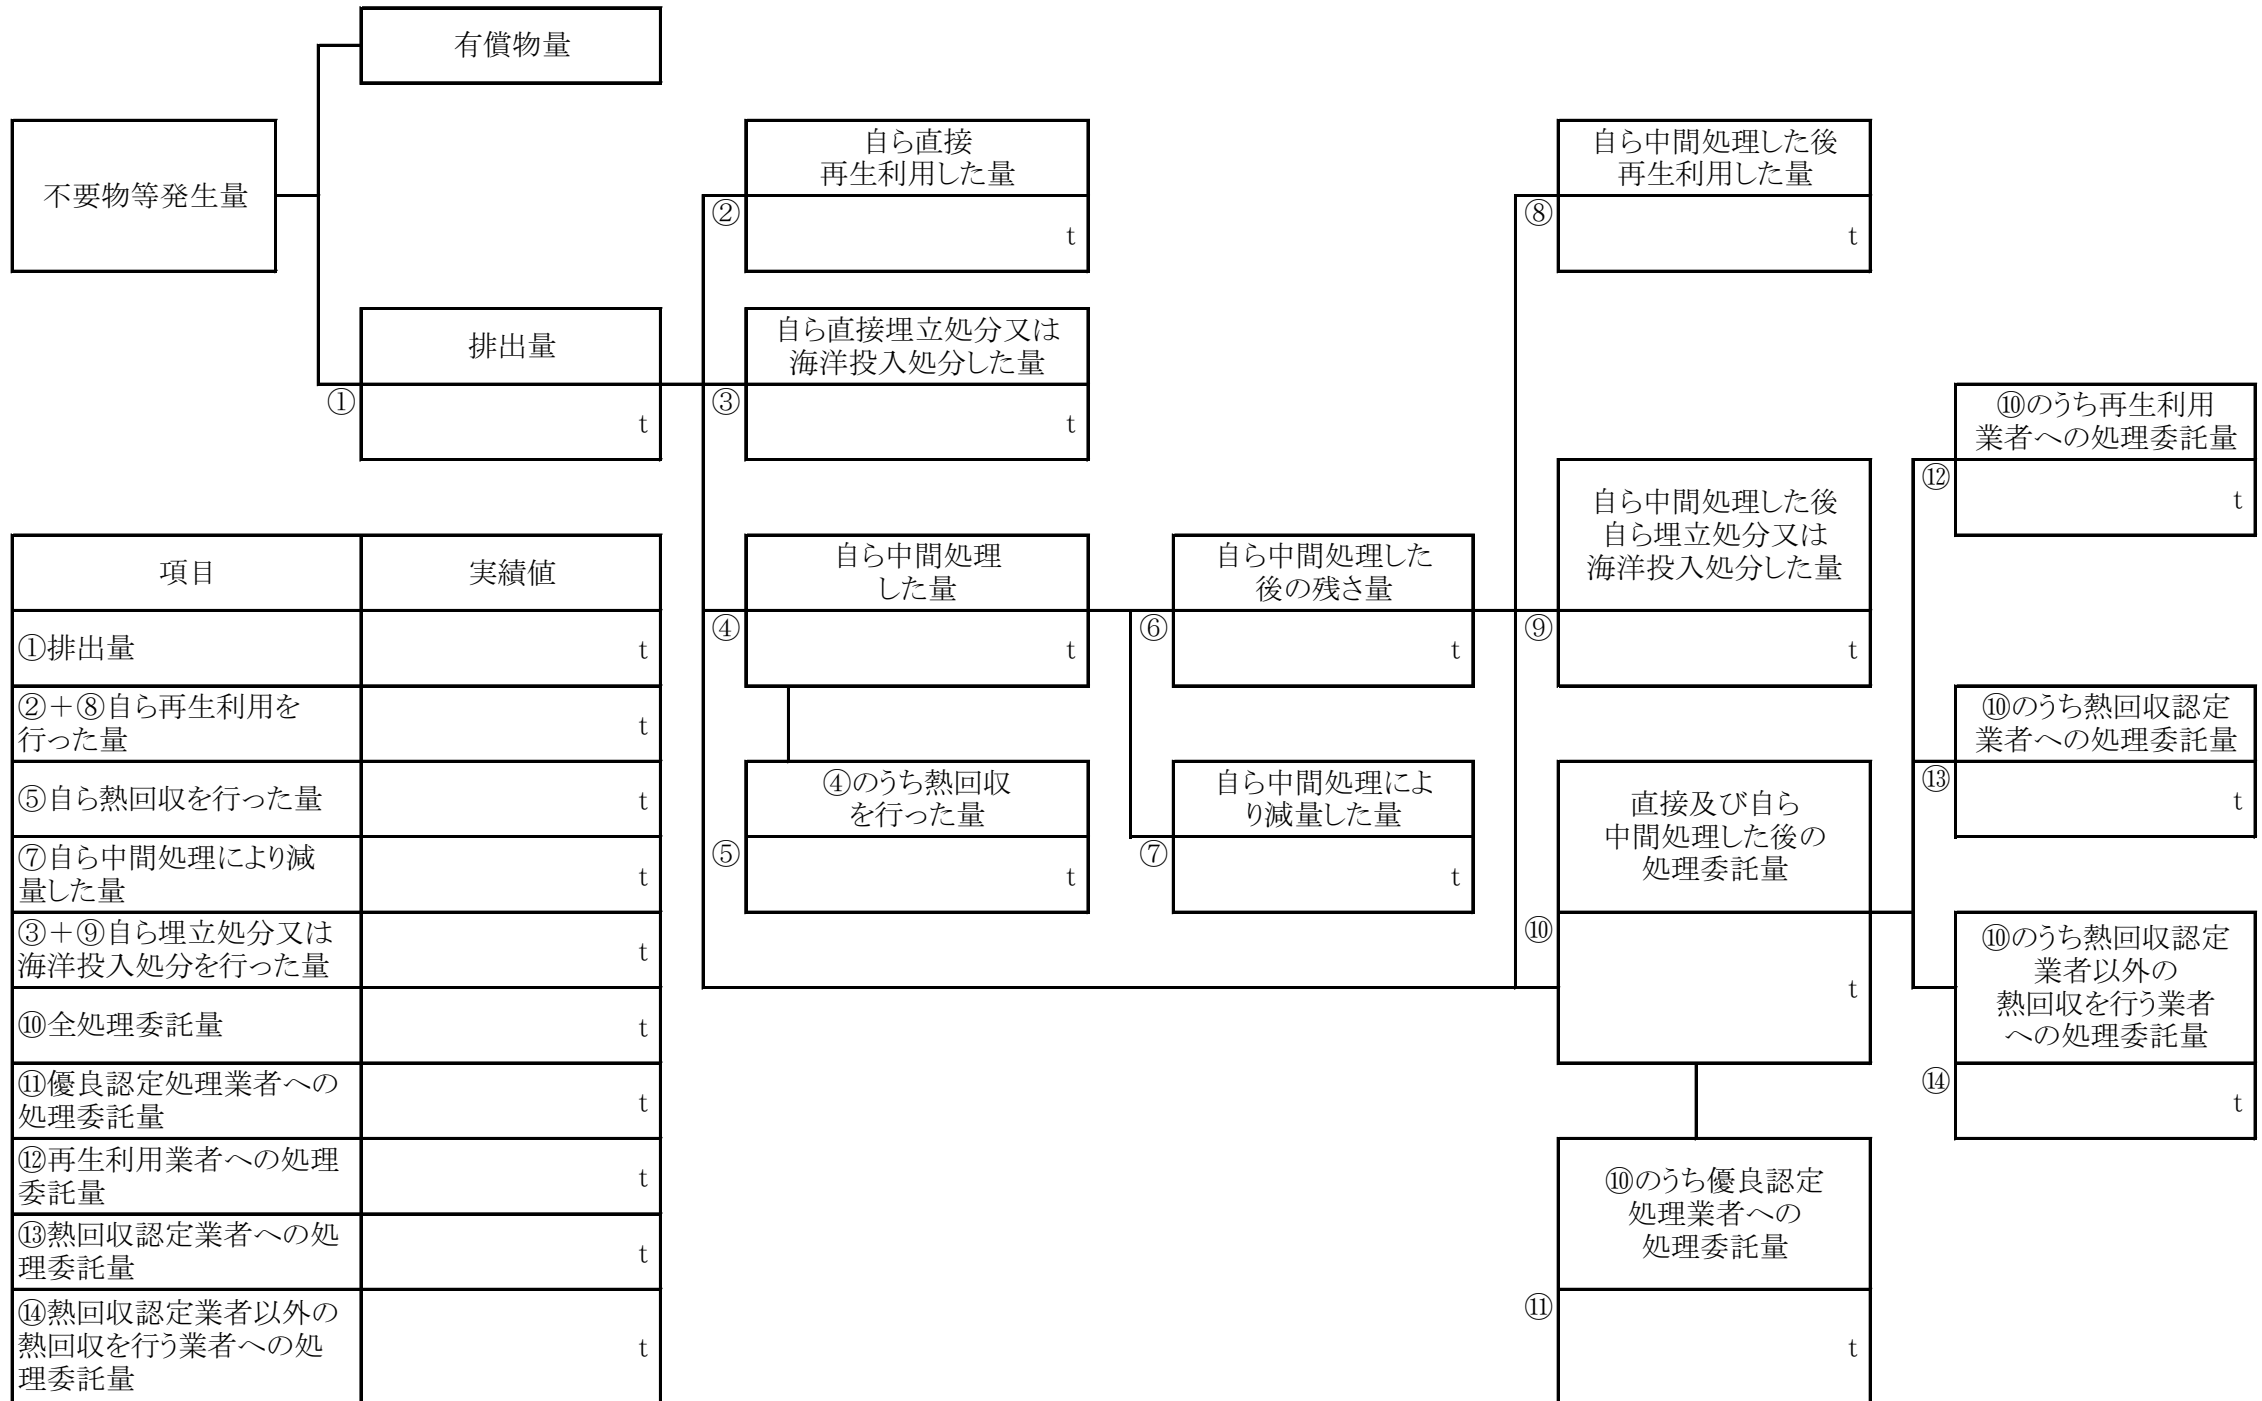 有償物量
不要物等発生量
排出量
①
t
自ら直接
再生利用した量
②
t
自ら直接埋立処分又は
海洋投入処分した量
③
t
自ら中間処理
した量
④
t
④のうち熱回収
を行った量
⑤
t
自ら中間処理した
後の残さ量
⑥
t
自ら中間処理によ
り減量した量
⑦
t
自ら中間処理した後
再生利用した量
⑧
t
自ら中間処理した後
自ら埋立処分又は
海洋投入処分した量
⑨
t
直接及び自ら
中間処理した後の
処理委託量
⑩
t
⑩のうち優良認定
処理業者への
処理委託量
⑪
t
⑩のうち再生利用
業者への処理委託量
⑫
t
⑩のうち熱回収認定
業者への処理委託量
⑬
t
⑩のうち熱回収認定
業者以外の
熱回収を行う業者
への処理委託量
⑭
t
項目 実績値
①排出量 t
②＋⑧自ら再生利用を
行った量 t
⑤自ら熱回収を行った量 t
⑦自ら中間処理により減
量した量 t
③＋⑨自ら埋立処分又は
海洋投入処分を行った量 t
⑩全処理委託量 t
⑪優良認定処理業者への
処理委託量 t
⑫再生利用業者への処理
委託量 t
⑬熱回収認定業者への処
理委託量 t
⑭熱回収認定業者以外の
熱回収を行う業者への処 t
理委託量